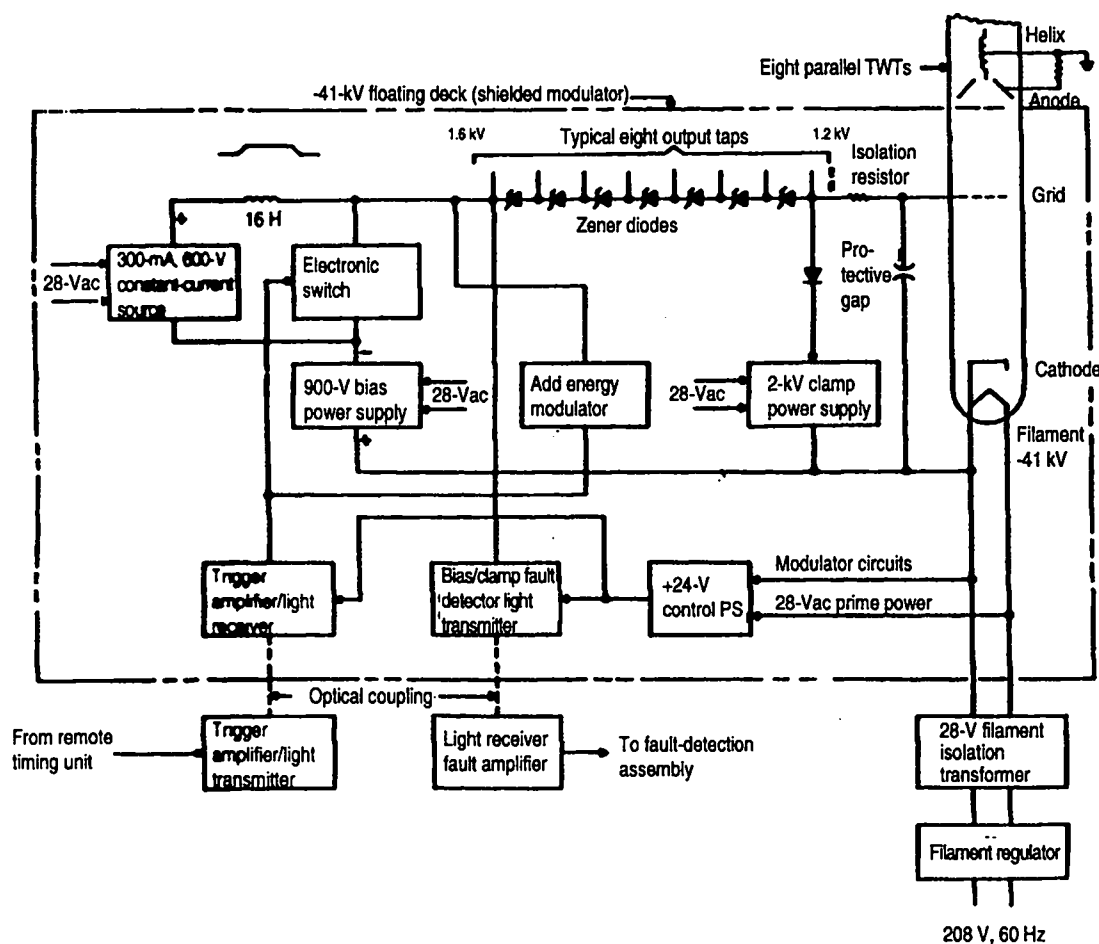 Helix
Eight parallel TWTs
Anode
-41-kV floating deck (shielded modulator)
1.6 kV
Typical eight output taps
1.2 kV
Isolation
resistor
16 H
Zener diodes
Grid
300-mA, 600-V
constant-current
source
28-Vac
Electronic
switch
Pro-
tective
gap
900-V bias
power supply
28-Vac
Add energy
modulator
28-Vac
2-kV clamp
power supply
Cathode
Filament
-41 kV
Trigger
amplifier/light
receiver
Bias/clamp fault
detector light
transmitter
+24-V
control PS
Modulator circuits
28-Vac prime power
Optical coupling
From remote
timing unit
Trigger
amplifier/light
transmitter
Light receiver
fault amplifier
To fault-detection
assembly
28-V filament
isolation
transformer
Filament regulator
208 V, 60 Hz